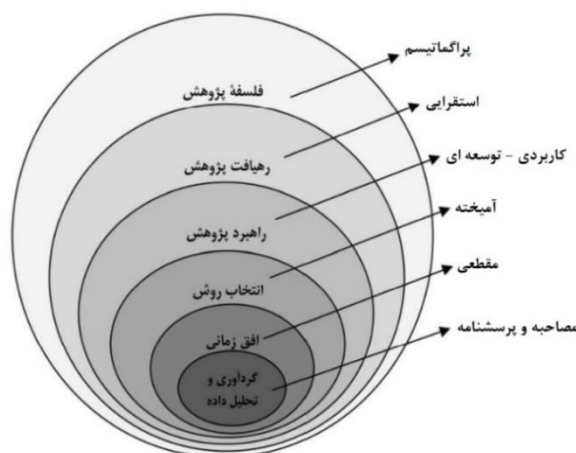 پراگماتیسم
فلسفهٔ پژوهش
استقرایی
رهیافت پژوهش
کاربردی - توسعه ای
راهبرد پژوهش
آمیخته
انتخاب روش
مقطعی
افق زمانی
مصاحبه و پرسشنامه
گردآوری و
تحلیل داده